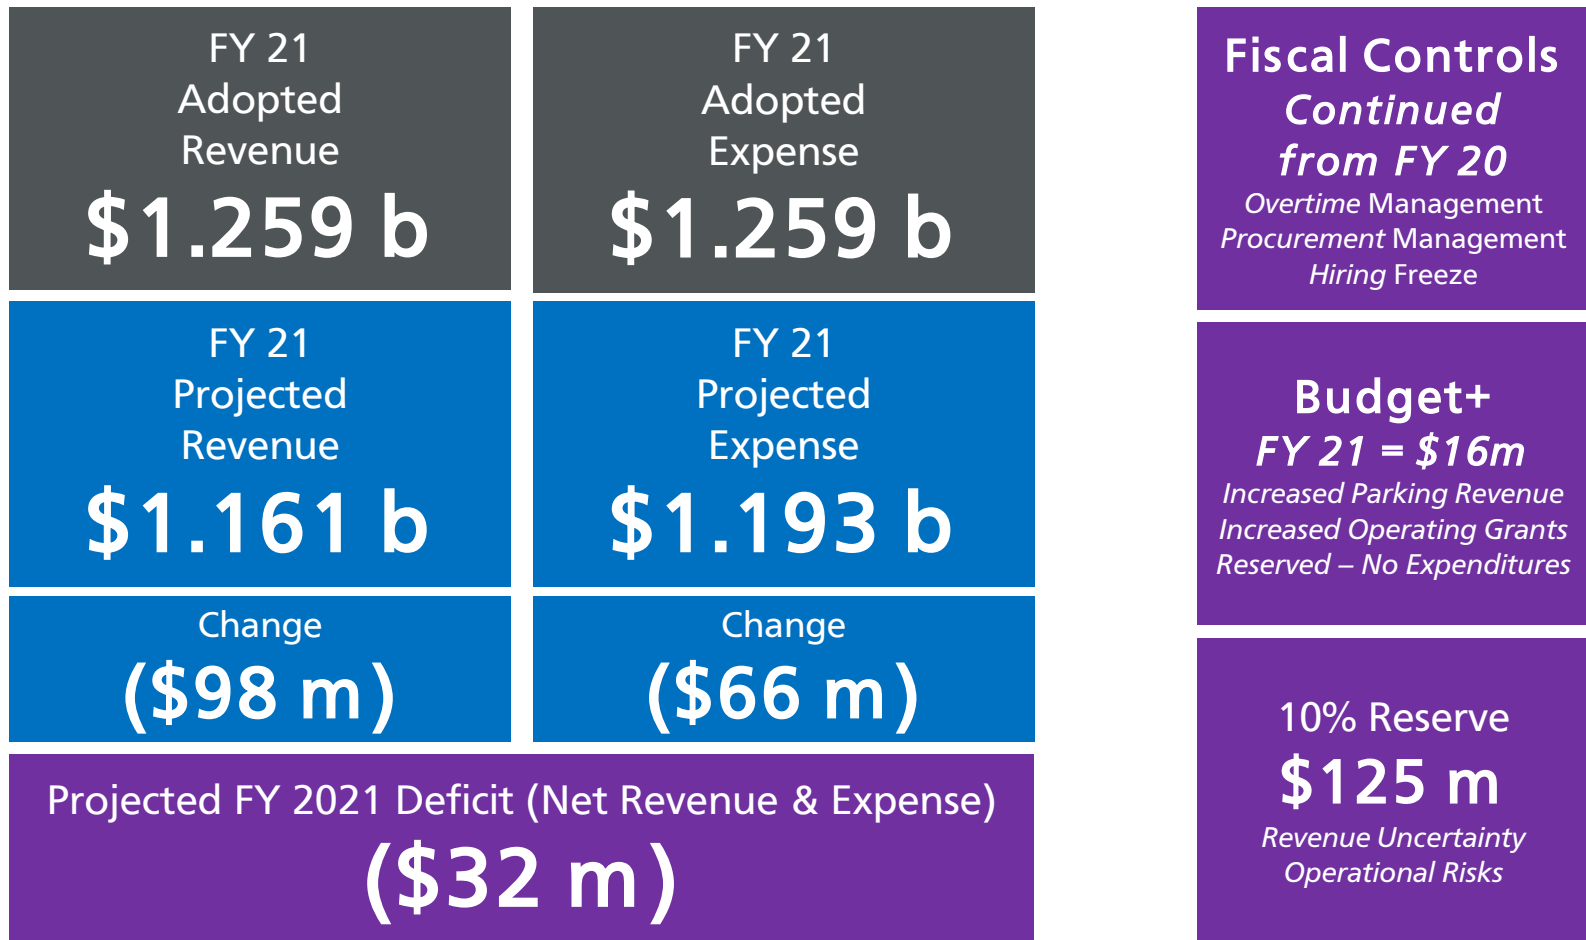 FY 21
Adopted
Revenue
$1.259 b
FY 21
Adopted
Expense
$1.259 b
FY 21
Projected
Revenue
$1.161 b
FY 21
Projected
Expense
$1.193 b
Change
($98 m)
Change
($66 m)
Projected FY 2021 Deficit (Net Revenue & Expense)
($32 m)
Fiscal Controls
Continued
from FY 20
Overtime Management
Procurement Management
Hiring Freeze
Budget+
FY 21 = $16m
Increased Parking Revenue
Increased Operating Grants
Reserved – No Expenditures
10% Reserve
$125 m
Revenue Uncertainty
Operational Risks